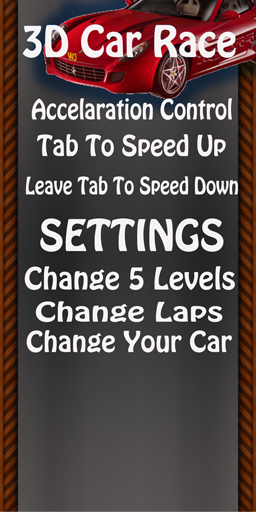 3D Car Race
Accelaration Control
Tab To Speed Up
Leave Tab To Speed Down
SETTINGS
Change 5 Levels
Change Laps
Change Your Car